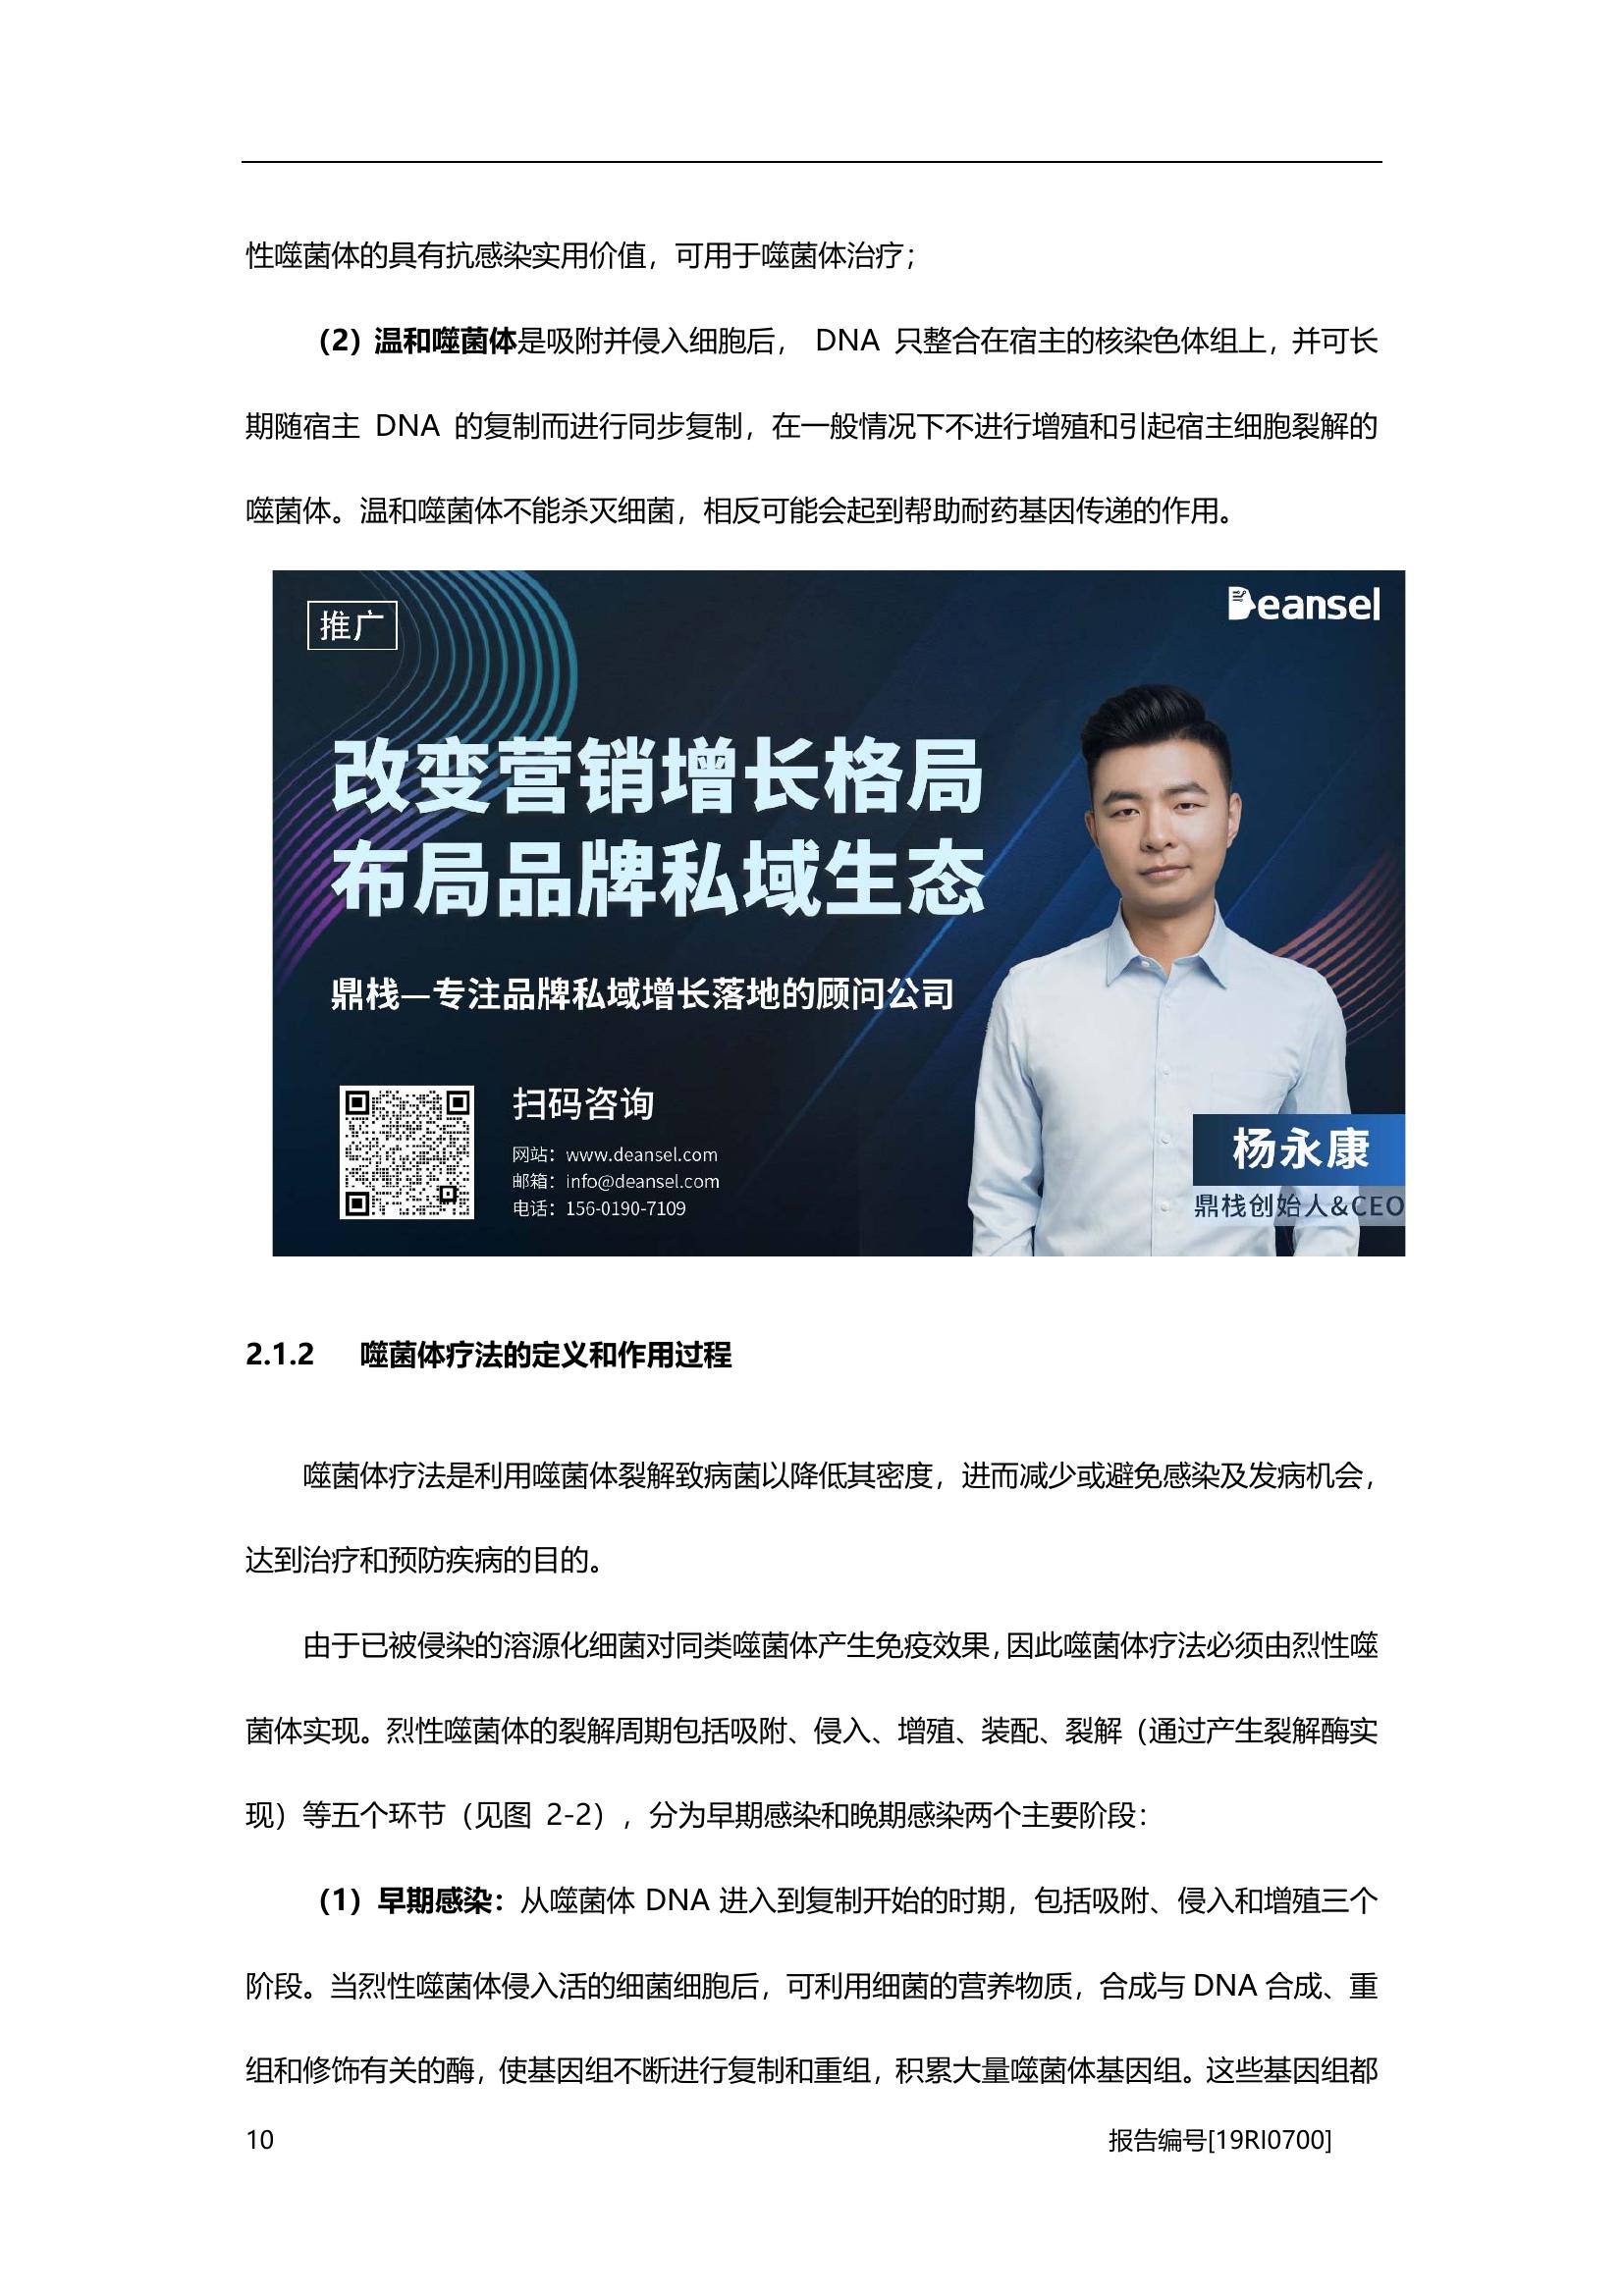 性噬菌体的具有抗感染实用价值，可用于噬菌体治疗；
（2）温和噬菌体是吸附并侵入细胞后， DNA 只整合在宿主的核染色体组上，并可长
期随宿主 DNA 的复制而进行同步复制，在一般情况下不进行增殖和引起宿主细胞裂解的
噬菌体。温和噬菌体不能杀灭细菌，相反可能会起到帮助耐药基因传递的作用。
推广
Deansel
改变营销增长格局
布局品牌私域生态
鼎栈—专注品牌私域增长落地的顾问公司
扫码咨询
网站：www.deansel.com
邮箱：info@deansel.com
电话：156-0190-7109
杨永康
鼎栈创始人&CEO
2.1.2 噬菌体疗法的定义和作用过程
噬菌体疗法是利用噬菌体裂解致病菌以降低其密度，进而减少或避免感染及发病机会，
达到治疗和预防疾病的目的。
由于已被侵染的溶源化细菌对同类噬菌体产生免疫效果，因此噬菌体疗法必须由烈性噬
菌体实现。烈性噬菌体的裂解周期包括吸附、侵入、增殖、装配、裂解（通过产生裂解酶实
现）等五个环节（见图 2-2），分为早期感染和晚期感染两个主要阶段：
（1）早期感染：从噬菌体 DNA 进入到复制开始的时期，包括吸附、侵入和增殖三个
阶段。当烈性噬菌体侵入活的细菌细胞后，可利用细菌的营养物质，合成与 DNA 合成、重
组和修饰有关的酶，使基因组不断进行复制和重组，积累大量噬菌体基因组。这些基因组都
10
报告编号[19RI0700]